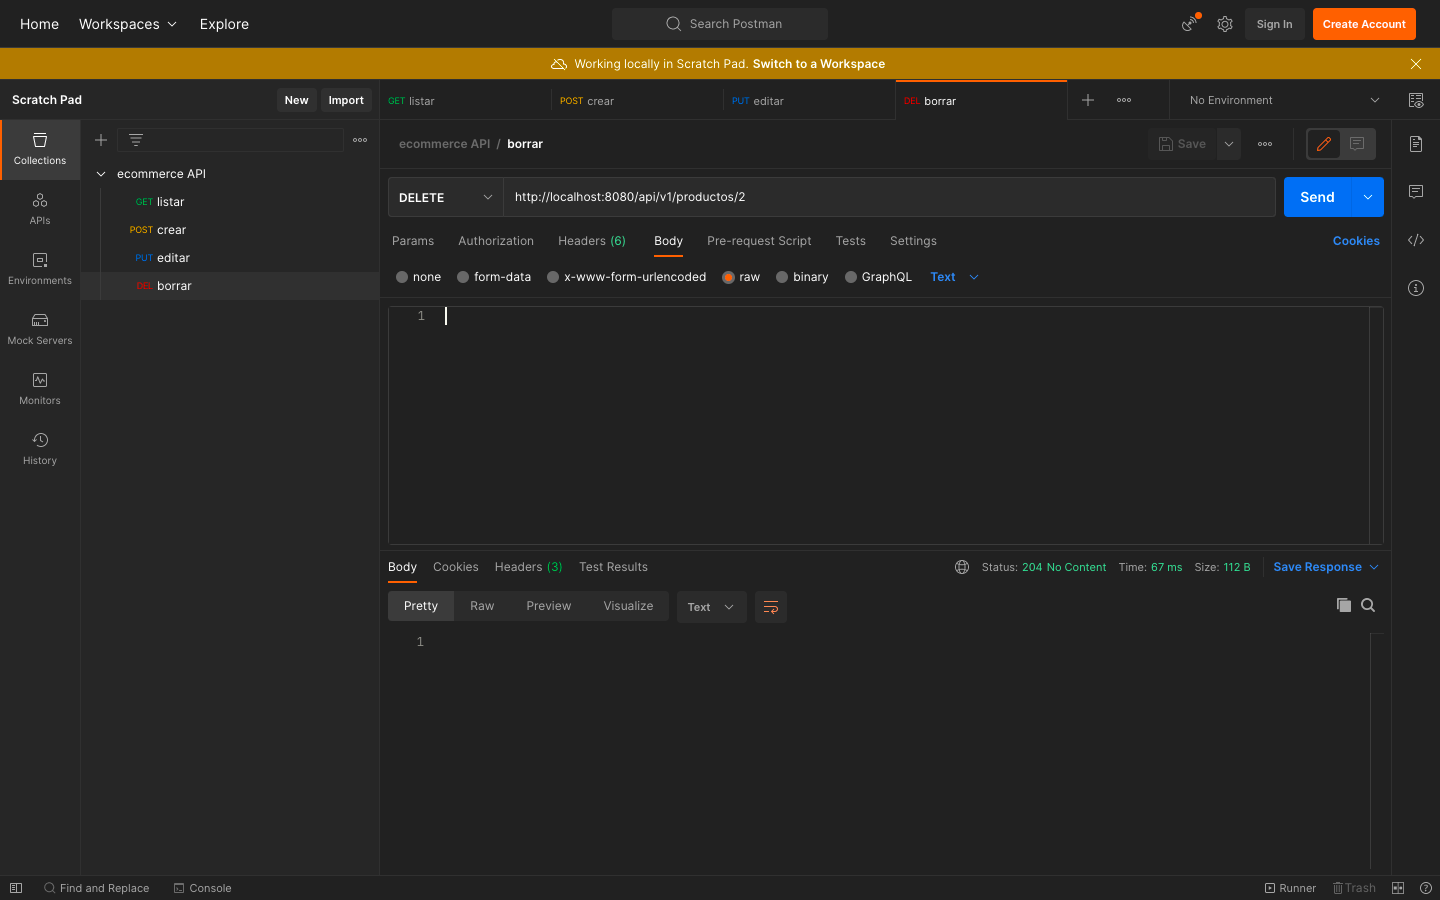 Home Workspaces Explore Search Postman Sign In Create Account
Working locally in Scratch Pad. Switch to a Workspace
Scratch Pad New Import GET listar POST crear PUT editar DEL borrar No Environment
Collections
APIs
Environments
Mock Servers
Monitors
History
ecommerce API
GET listar
POST crear
PUT editar
DEL borrar
ecommerce API / borrar Save
DELETE http://localhost:8080/api/v1/productos/2 Send
Params Authorization Headers (6) Body Pre-request Script Tests Settings Cookies
none form-data x-www-form-urlencoded raw binary GraphQL Text
1
Body Cookies Headers (3) Test Results Status: 204 No Content Time: 67 ms Size: 112 B Save Response
Pretty Raw Preview Visualize Text
1
Find and Replace Console Runner Trash